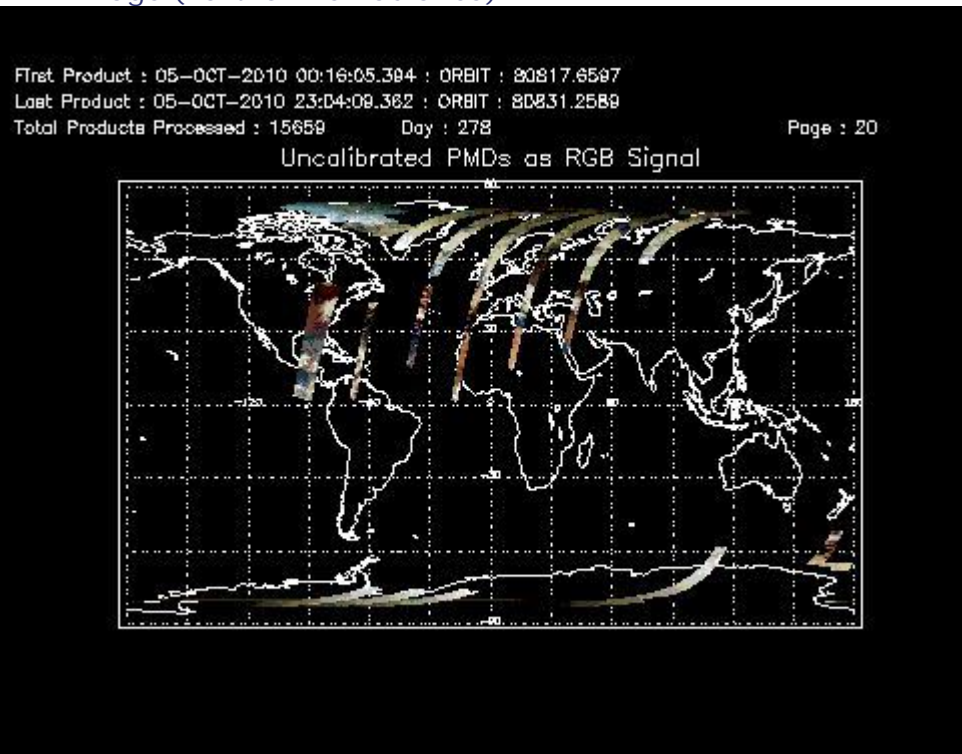 First Product : 05-OCT-2010 00:16:05.394 : ORBIT : 80817.6597
Last Product : 05-OCT-2010 23:04:09.362 : ORBIT : 80831.2589
Total Products Processed : 15659 Day : 278 Page : 20
Uncalibrated PMDs as RGB Signal